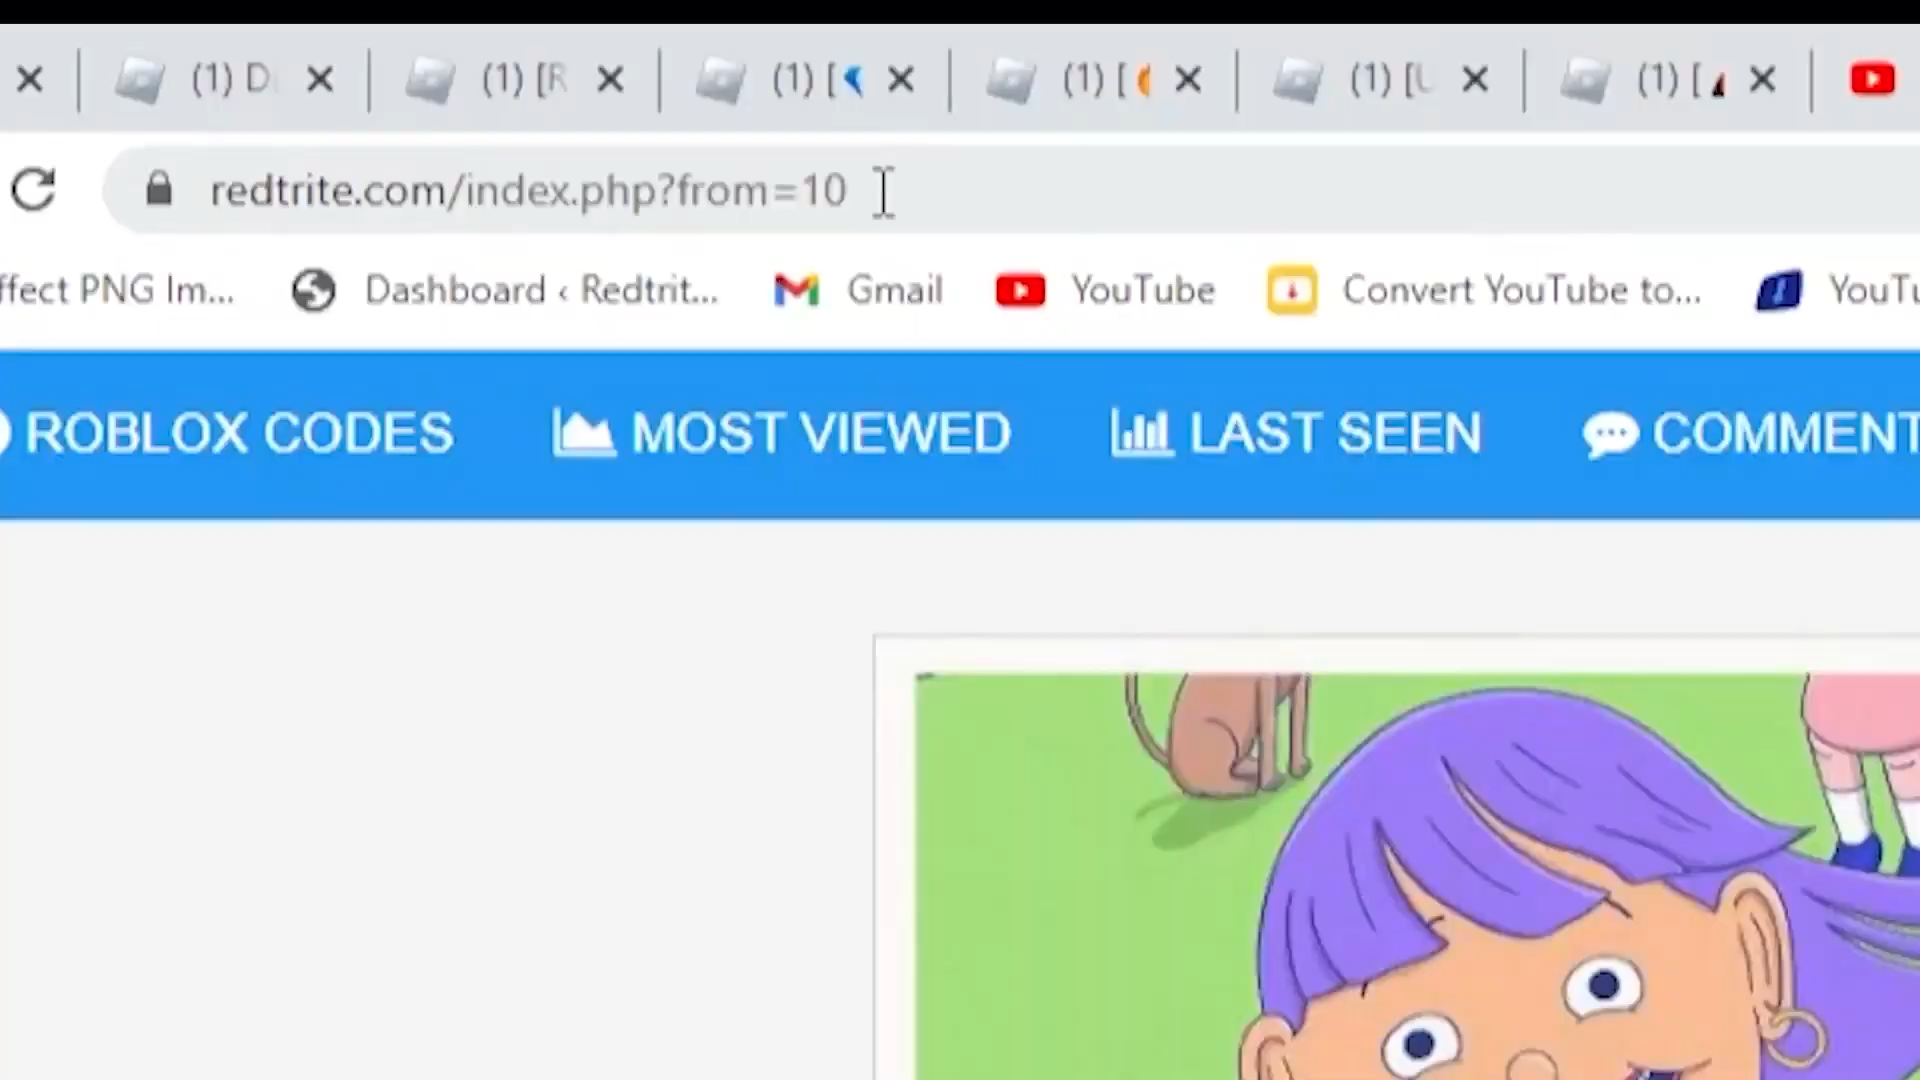 (1) D (1) [R (1) [ (1) [ (1) [U (1) [
redtrite.com/index.php?from=10
ffect PNG Im... Dashboard ‹ Redtrit... Gmail YouTube Convert YouTube to... YouTu
ROBLOX CODES MOST VIEWED LAST SEEN COMMENT